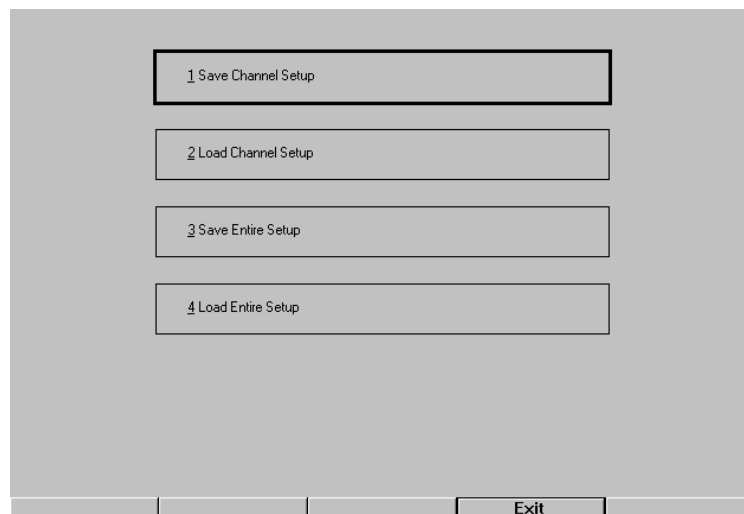 1 Save Channel Setup
2 Load Channel Setup
3 Save Entire Setup
4 Load Entire Setup
Exit